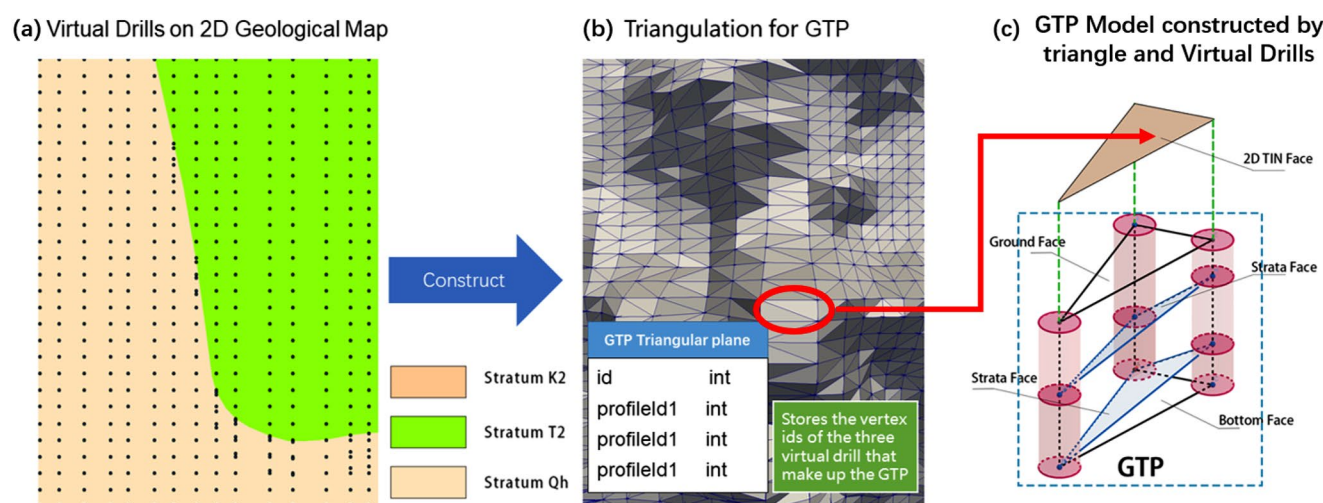 (a) Virtual Drills on 2D Geological Map
Construct
Stratum K2
Stratum T2
Stratum Qh
(b) Triangulation for GTP
GTP Triangular plane
id int
profileId1 int
profileId1 int
profileId1 int
Stores the vertex
ids of the three
virtual drill that
make up the GTP
(c) GTP Model constructed by
triangle and Virtual Drills
2D TIN Face
Ground Face
Strata Face
Strata Face
Bottom Face
GTP